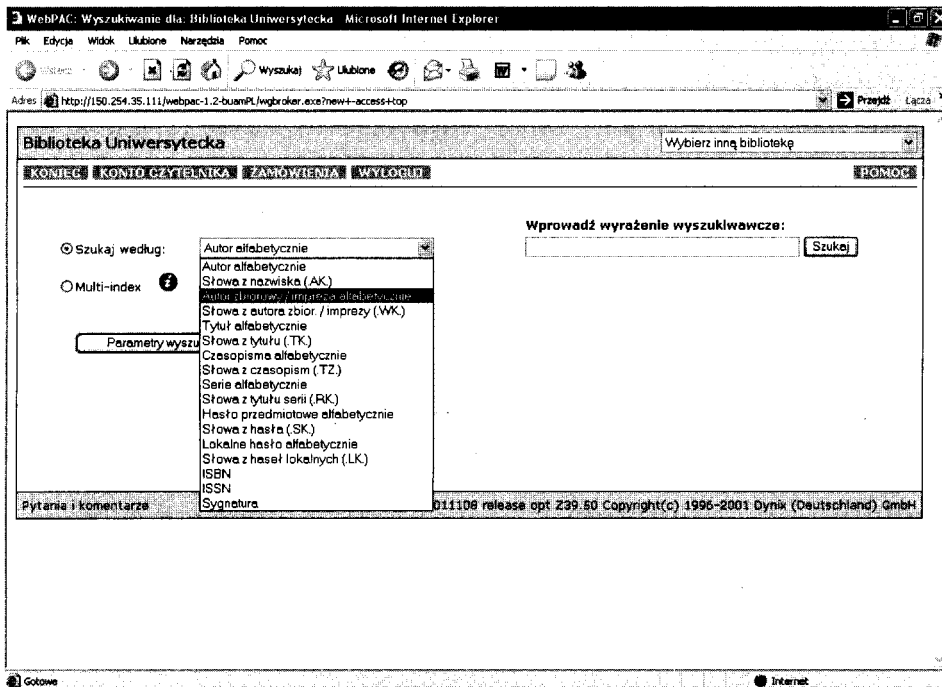 WebPAC: Wyszukiwanie dla: Biblioteka Uniwersytecka Microsoft Internet Explorer
Plik Edycja Widok Ulubione Narzędzia Pomoc
Wstecz Wyszukaj Ulubione
Adres http://150.254.35.111/webpac-1.2-buamPL/wgbroker.exe?new+-access+top Przejdź Łącza
Biblioteka Uniwersytecka Wybierz inną bibliotekę
KONIEC KONTO CZYTELNIKA ZAMÓWIENIA WYLOGUJ POMOC
Wprowadź wyrażenie wyszukiwawcze:
Szukaj według: Autor alfabetycznie Szukaj
Multi-index
Autor alfabetycznie
Słowa z nazwiska (.AK.)
Autor zbiorowy / impreza alfabetycznie
Słowa z autora zbior. / imprezy (.WK.)
Tytuł alfabetycznie
Słowa z tytułu (.TK.)
Parametry wyszu
Czasopisma alfabetycznie
Słowa z czasopism (.TZ.)
Serie alfabetycznie
Słowa z tytułu serii (.RK.)
Hasło przedmiotowe alfabetycznie
Słowa z hasła (.SK.)
Lokalne hasło alfabetycznie
Słowa z haseł lokalnych (.LK.)
ISBN
ISSN
Sygnatura
Pytania i komentarze 011108 release opt Z39.50 Copyright(c) 1996-2001 Dynix (Deutschland) GmbH
Gotowe Internet